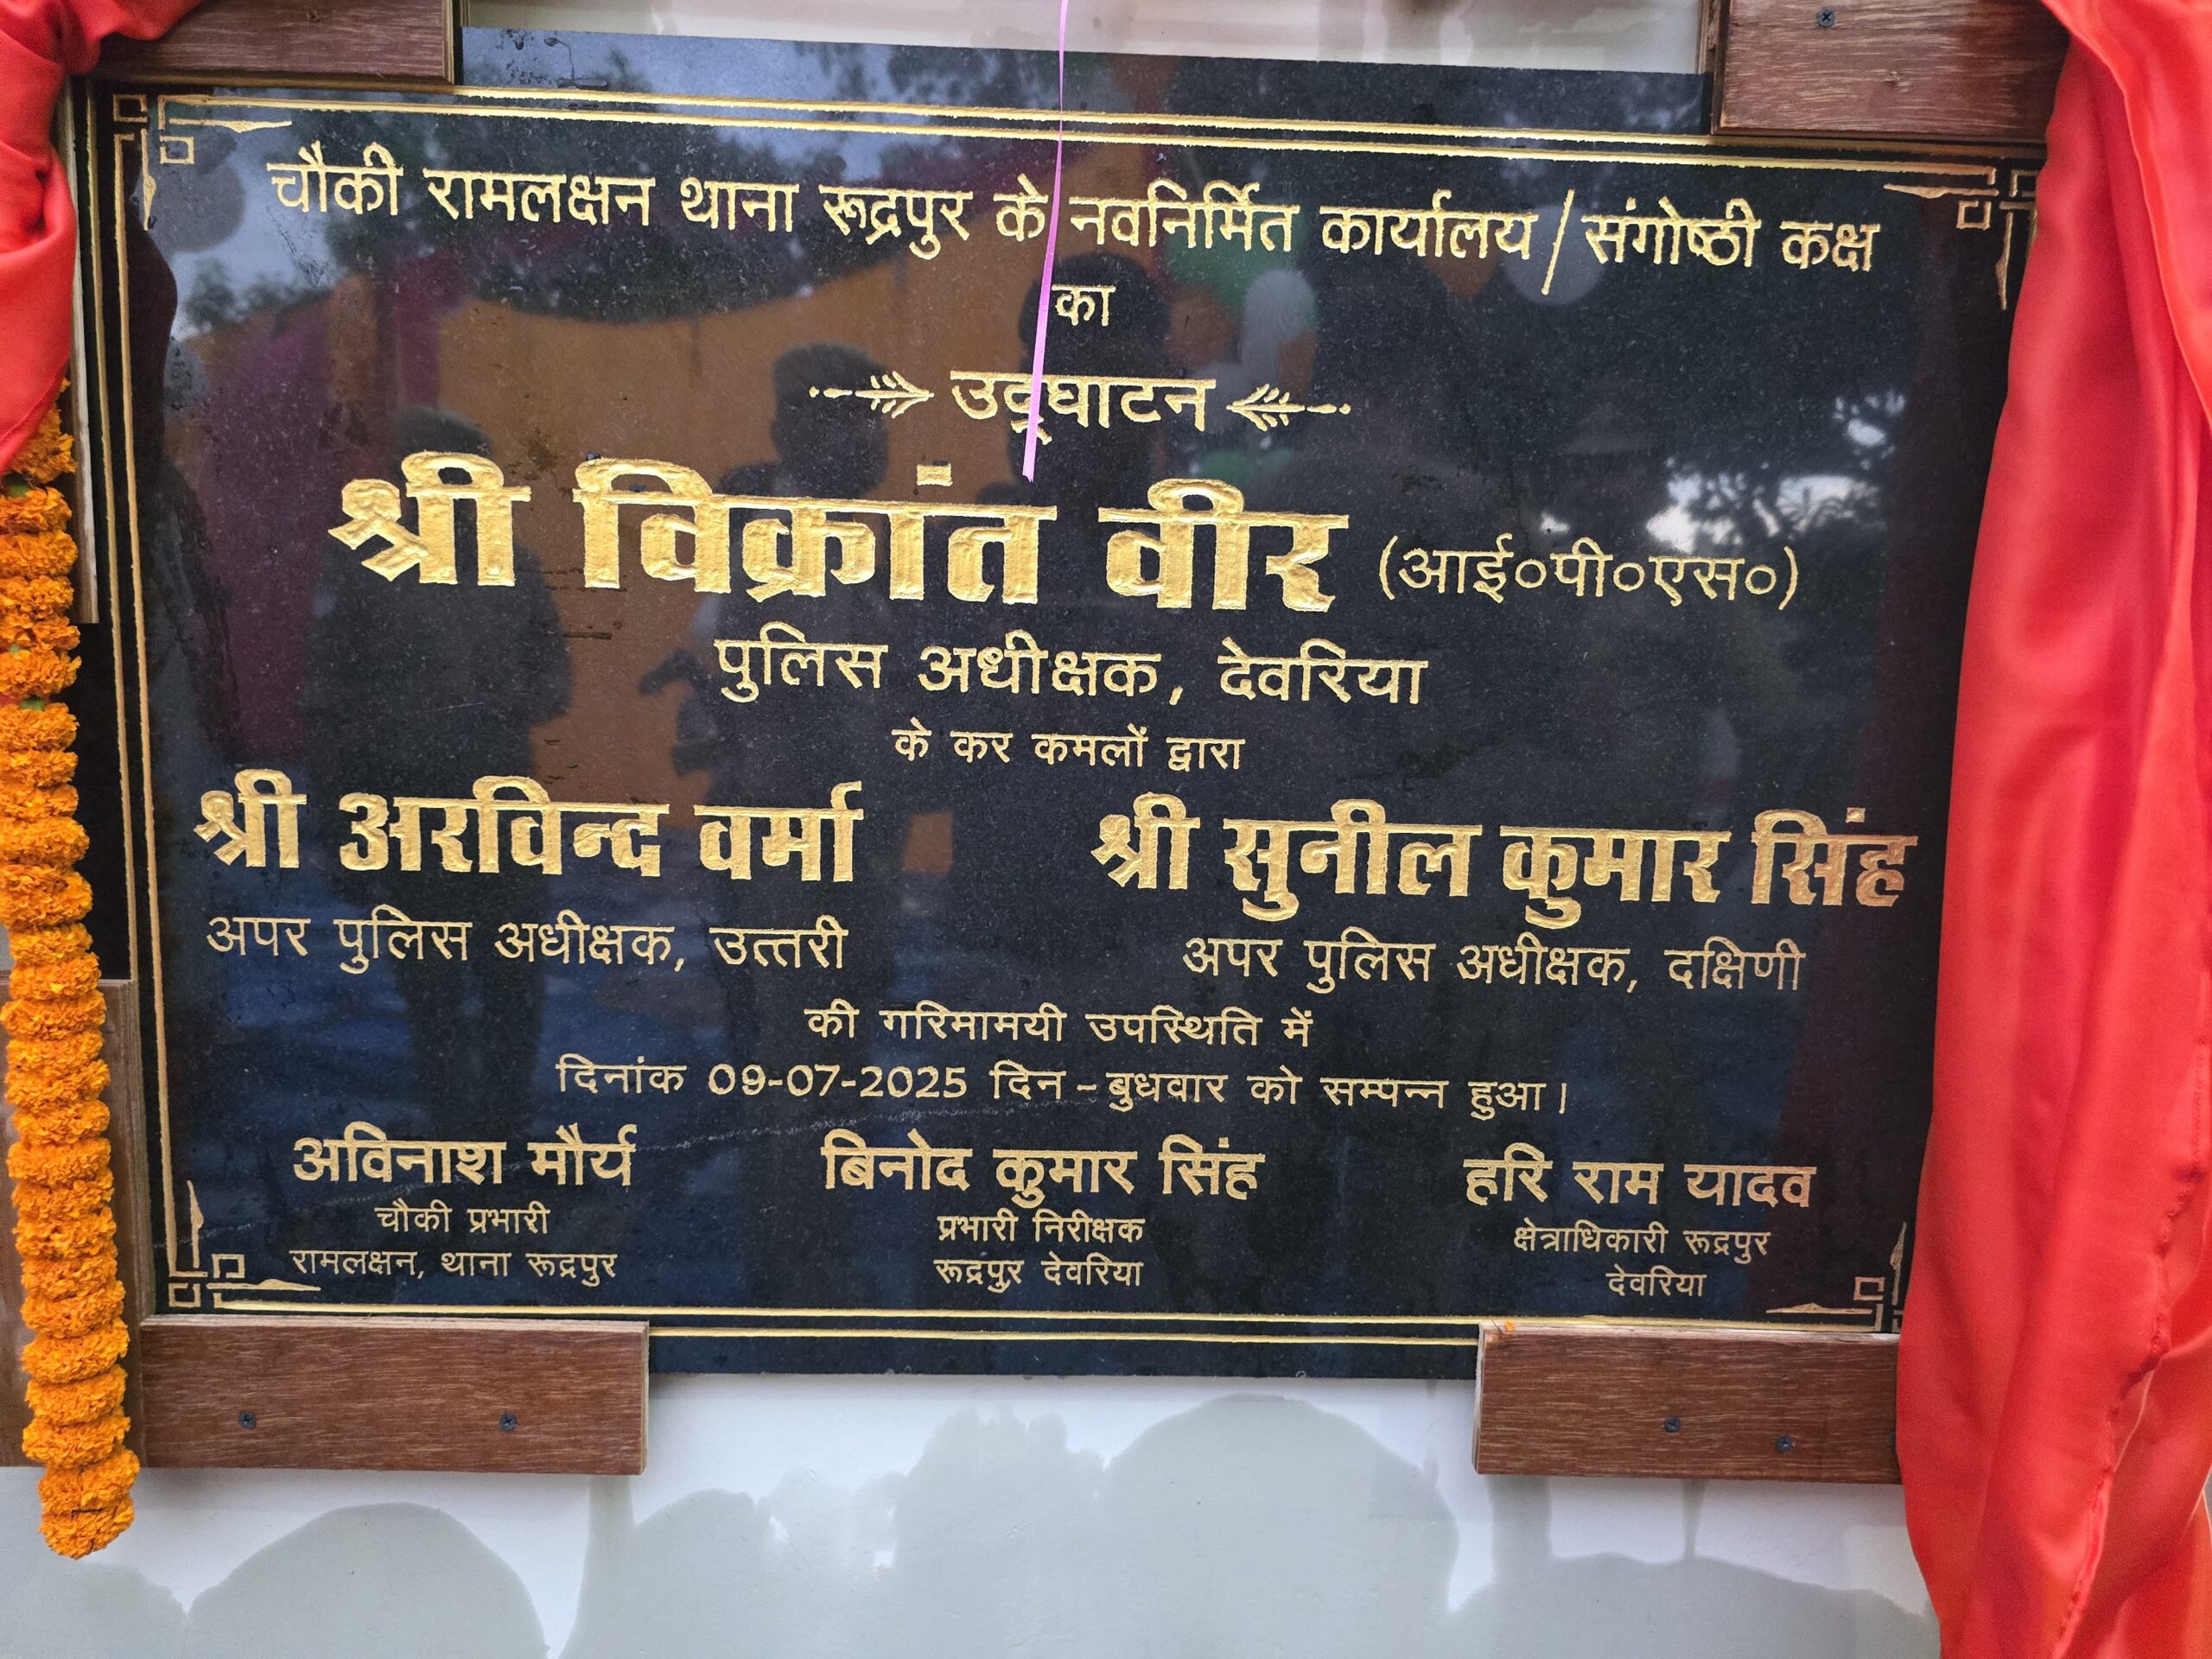 चौकी रामलक्षन थाना रूद्रपुर के नवनिर्मित कार्यालय/संगोष्ठी कक्ष
का
उद्घाटन
श्री विक्रांत वीर (आई०पी०एस०)
पुलिस अधीक्षक, देवरिया
के कर कमलों द्वारा
श्री अरविन्द वर्मा श्री सुनील कुमार सिंह
अपर पुलिस अधीक्षक, उत्तरी अपर पुलिस अधीक्षक, दक्षिणी
की गरिमामयी उपस्थिति में
दिनांक 09-07-2025 दिन-बुधवार को सम्पन्न हुआ।
अविनाश मौर्य बिनोद कुमार सिंह हरि राम यादव
चौकी प्रभारी प्रभारी निरीक्षक क्षेत्राधिकारी रूद्रपुर
रामलक्षन, थाना रूद्रपुर रूद्रपुर देवरिया देवरिया